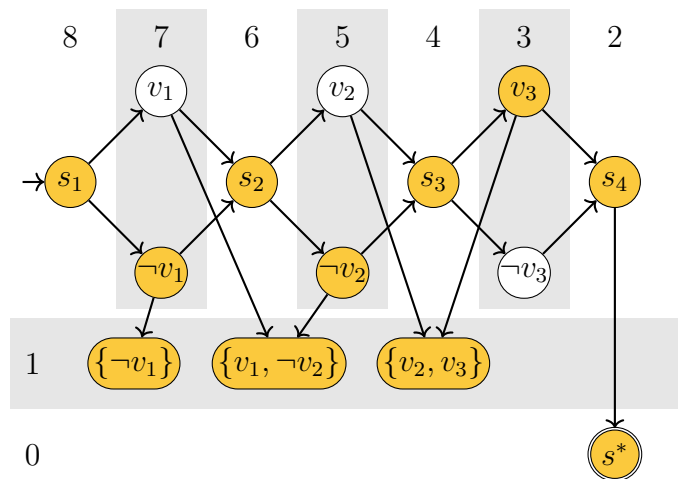 8 7 6 5 4 3 2
v₁ v₂ v₃
s₁ s₂ s₃ s₄
¬v₁ ¬v₂ ¬v₃
1 {¬v₁} {v₁, ¬v₂} {v₂, v₃}
0 s*